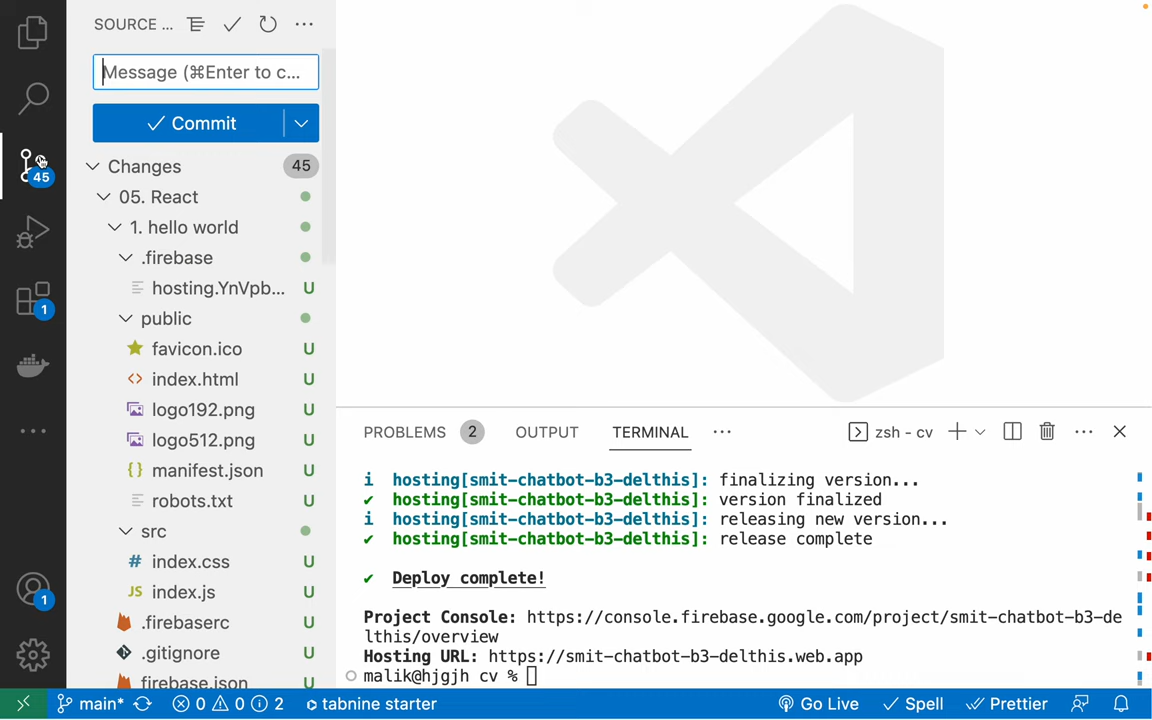 SOURCE ...
Message (⌘Enter to c...
Commit
Changes 45
05. React
1. hello world
.firebase
hosting.YnVpb... U
public
favicon.ico U
index.html U
logo192.png U
logo512.png U
manifest.json U
robots.txt U
src
index.css U
JS index.js U
.firebaserc U
.gitignore U
firebase.json U
45
1
1
PROBLEMS 2 OUTPUT TERMINAL ... zsh - cv
i hosting[smit-chatbot-b3-delthis]: finalizing version...
✔ hosting[smit-chatbot-b3-delthis]: version finalized
i hosting[smit-chatbot-b3-delthis]: releasing new version...
✔ hosting[smit-chatbot-b3-delthis]: release complete
✔ Deploy complete!
Project Console: https://console.firebase.google.com/project/smit-chatbot-b3-de
lthis/overview
Hosting URL: https://smit-chatbot-b3-delthis.web.app
malik@hjgjh cv %
main* 0 0 2 tabnine starter Go Live Spell Prettier